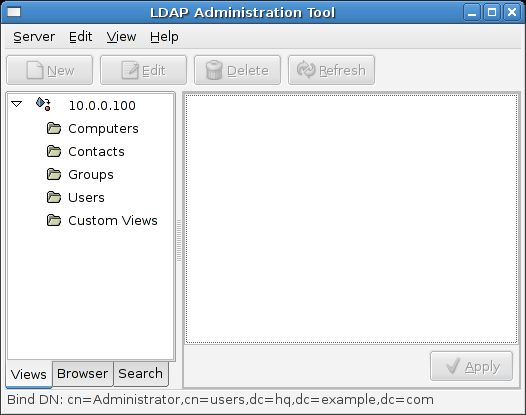 LDAP Administration Tool
Server Edit View Help
New Edit Delete Refresh
10.0.0.100
Computers
Contacts
Groups
Users
Custom Views
Apply
Views Browser Search
Bind DN: cn=Administrator,cn=users,dc=hq,dc=example,dc=com